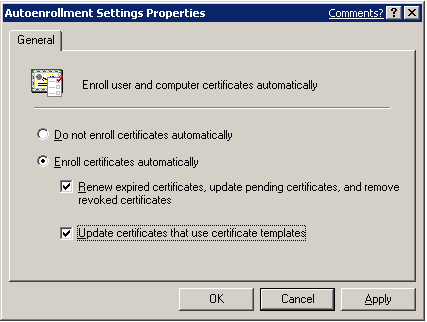 Autoenrollment Settings Properties Comments? ? X
General
Enroll user and computer certificates automatically
Do not enroll certificates automatically
Enroll certificates automatically
Renew expired certificates, update pending certificates, and remove
revoked certificates
Update certificates that use certificate templates
OK Cancel Apply